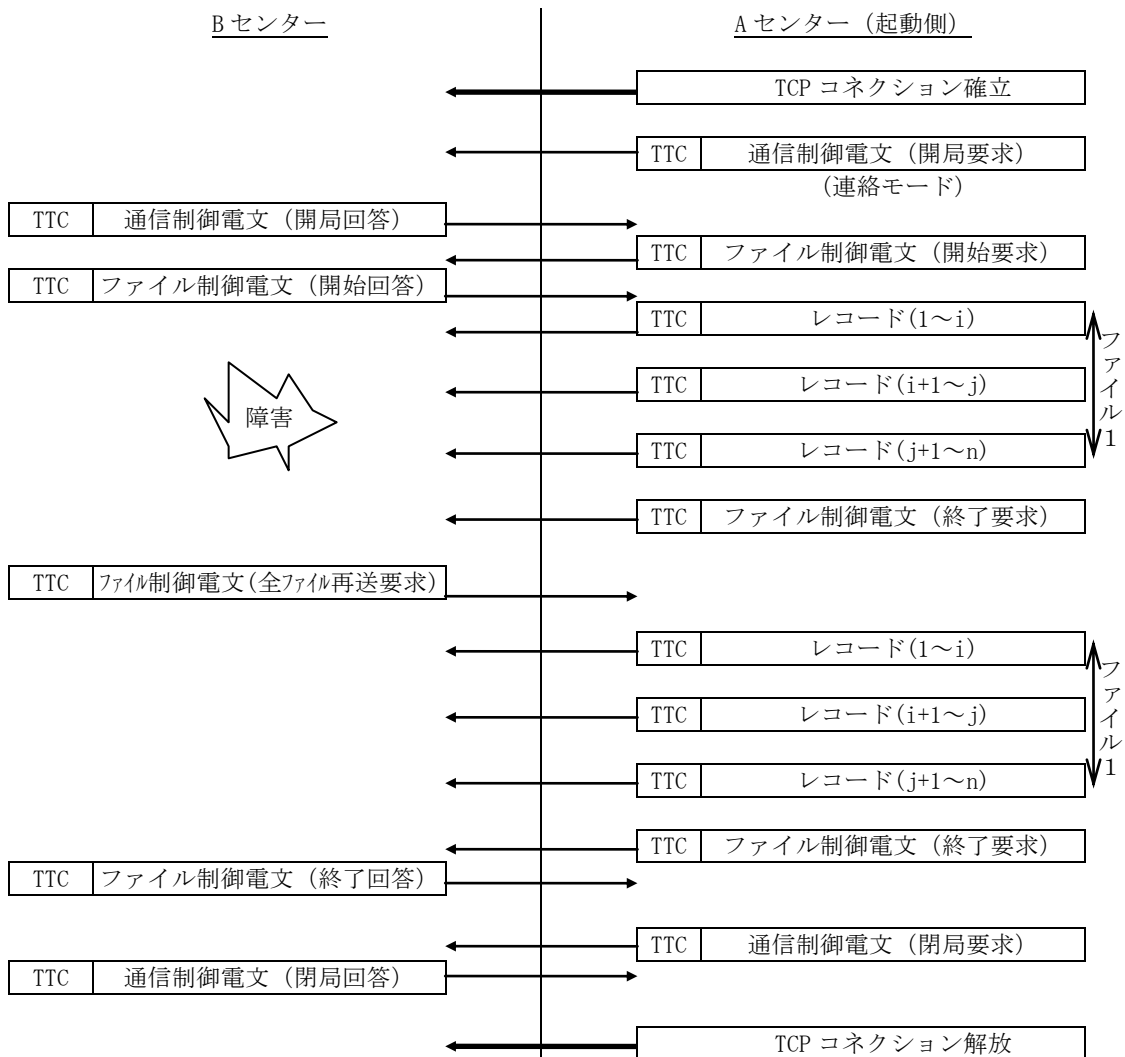 Bセンター
Aセンター（起動側）
TCPコネクション確立
TTC 通信制御電文（開局要求）
(連絡モード)
TTC 通信制御電文（開局回答）
TTC ファイル制御電文（開始要求）
TTC ファイル制御電文（開始回答）
TTC レコード(1～i)
TTC レコード(i+1～j)
TTC レコード(j+1～n)
ファイル1
障害
TTC ファイル制御電文（終了要求）
TTC ﾌｧｲﾙ制御電文(全ﾌｧｲﾙ再送要求)
TTC レコード(1～i)
TTC レコード(i+1～j)
TTC レコード(j+1～n)
ファイル1
TTC ファイル制御電文（終了要求）
TTC ファイル制御電文（終了回答）
TTC 通信制御電文（閉局要求）
TTC 通信制御電文（閉局回答）
TCPコネクション解放